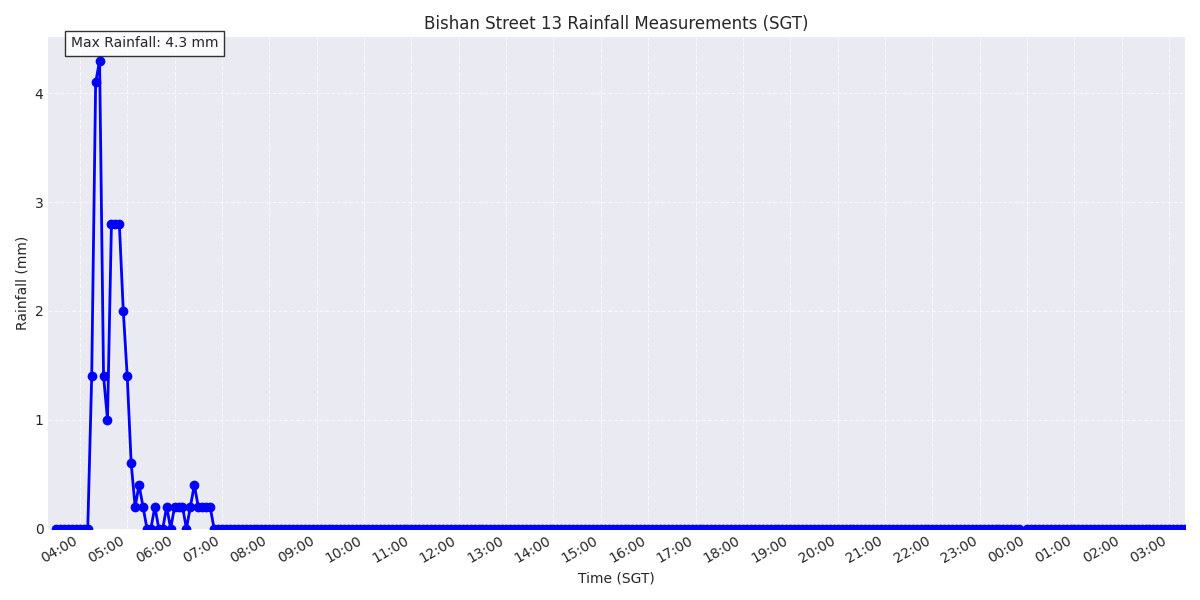 Bishan Street 13 Rainfall Measurements (SGT)
Max Rainfall: 4.3 mm
4
3
2
1
0
Rainfall (mm)
04:00 05:00 06:00 07:00 08:00 09:00 10:00 11:00 12:00 13:00 14:00 15:00 16:00 17:00 18:00 19:00 20:00 21:00 22:00 23:00 00:00 01:00 02:00 03:00
Time (SGT)